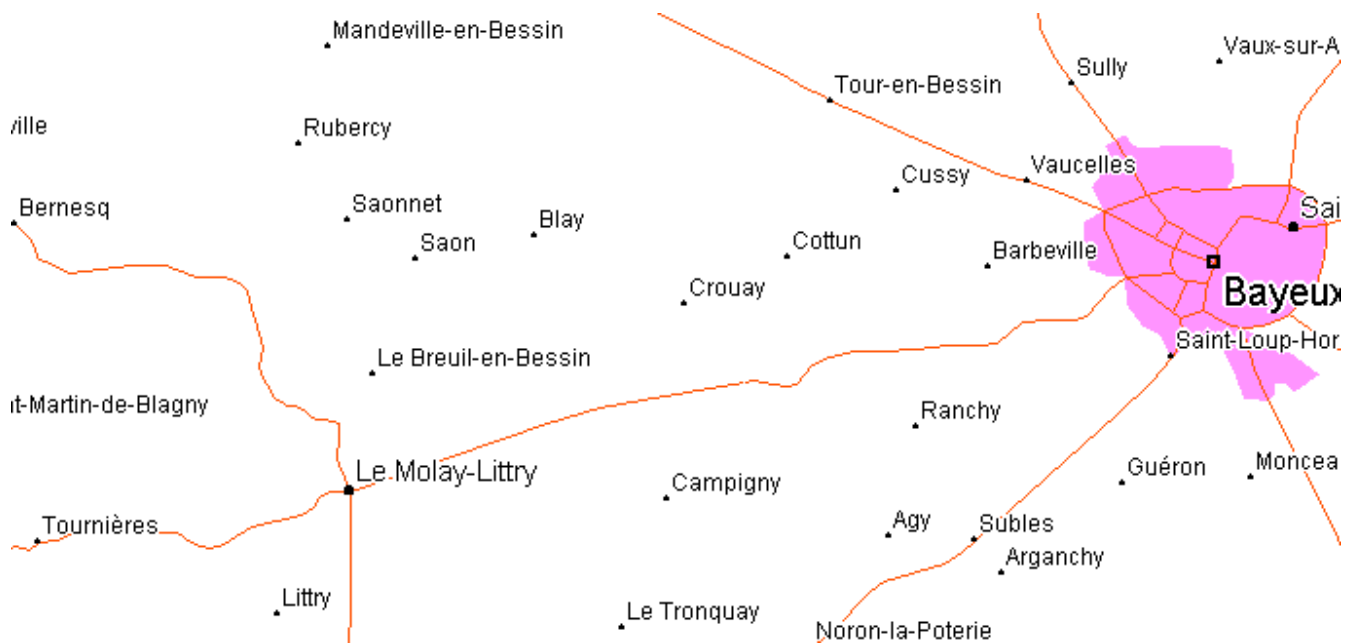 Mandeville-en-Bessin
Vaux-sur-A
Sully
Tour-en-Bessin
ville
Rubercy
Vaucelles
Cussy
Bernesq
Saonnet
Blay
Sai
Saon
Cottun
Barbeville
Crouay
Bayeux
Saint-Loup-Hor
Le Breuil-en-Bessin
nt-Martin-de-Blagny
Ranchy
Le Molay-Littry
Guéron
Moncea
Campigny
Tournières
Agy
Subles
Arganchy
Littry
Le Tronquay
Noron-la-Poterie